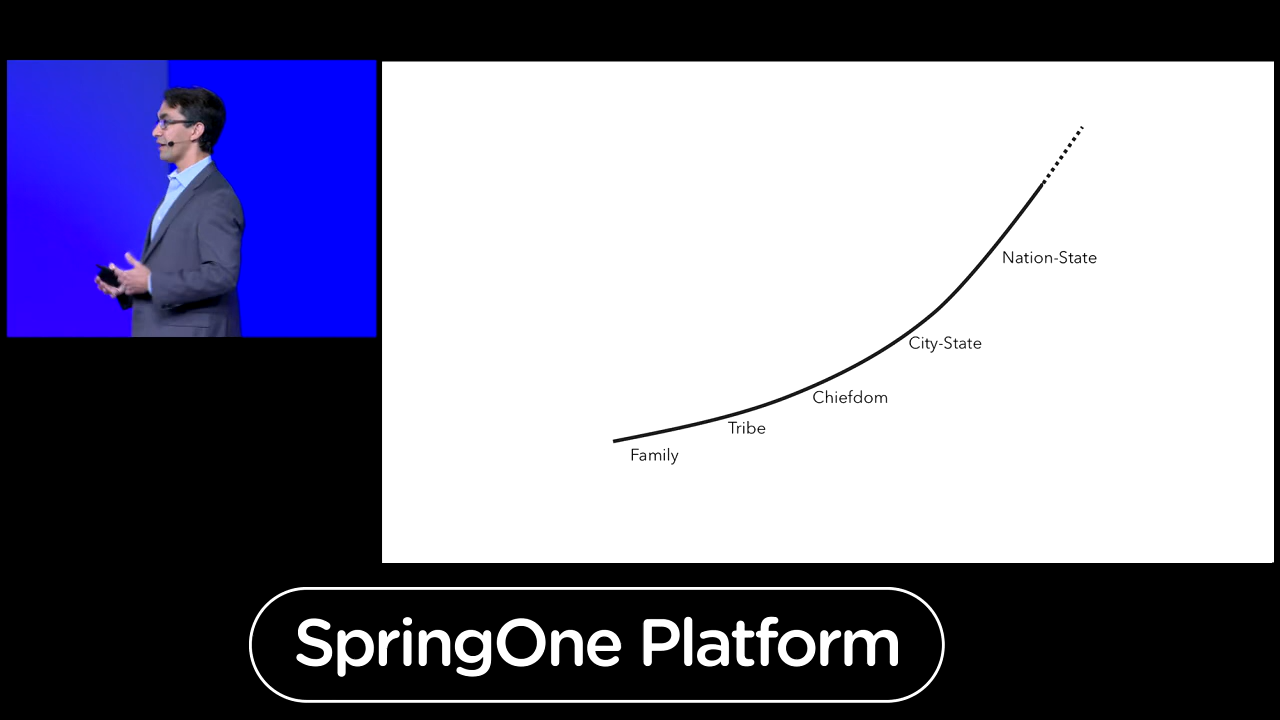 Nation-State
City-State
Chiefdom
Tribe
Family
SpringOne Platform